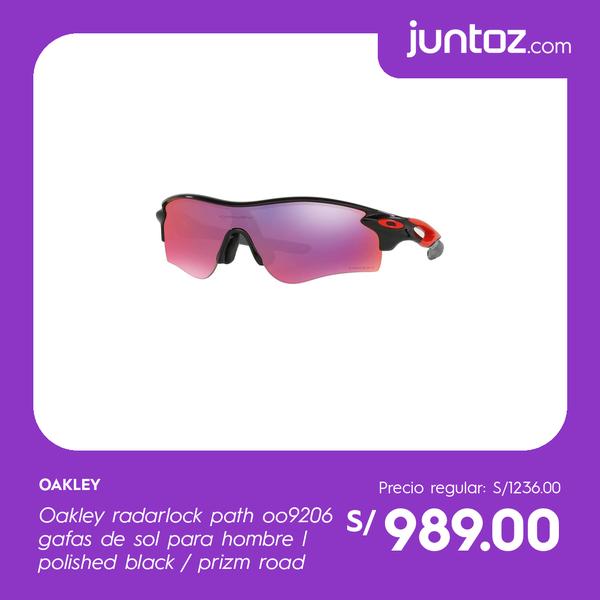 juntoz.com
OAKLEY
Oakley radarlock path oo9206
gafas de sol para hombre |
polished black / prizm road
Precio regular: S/1236.00
S/ 989.00